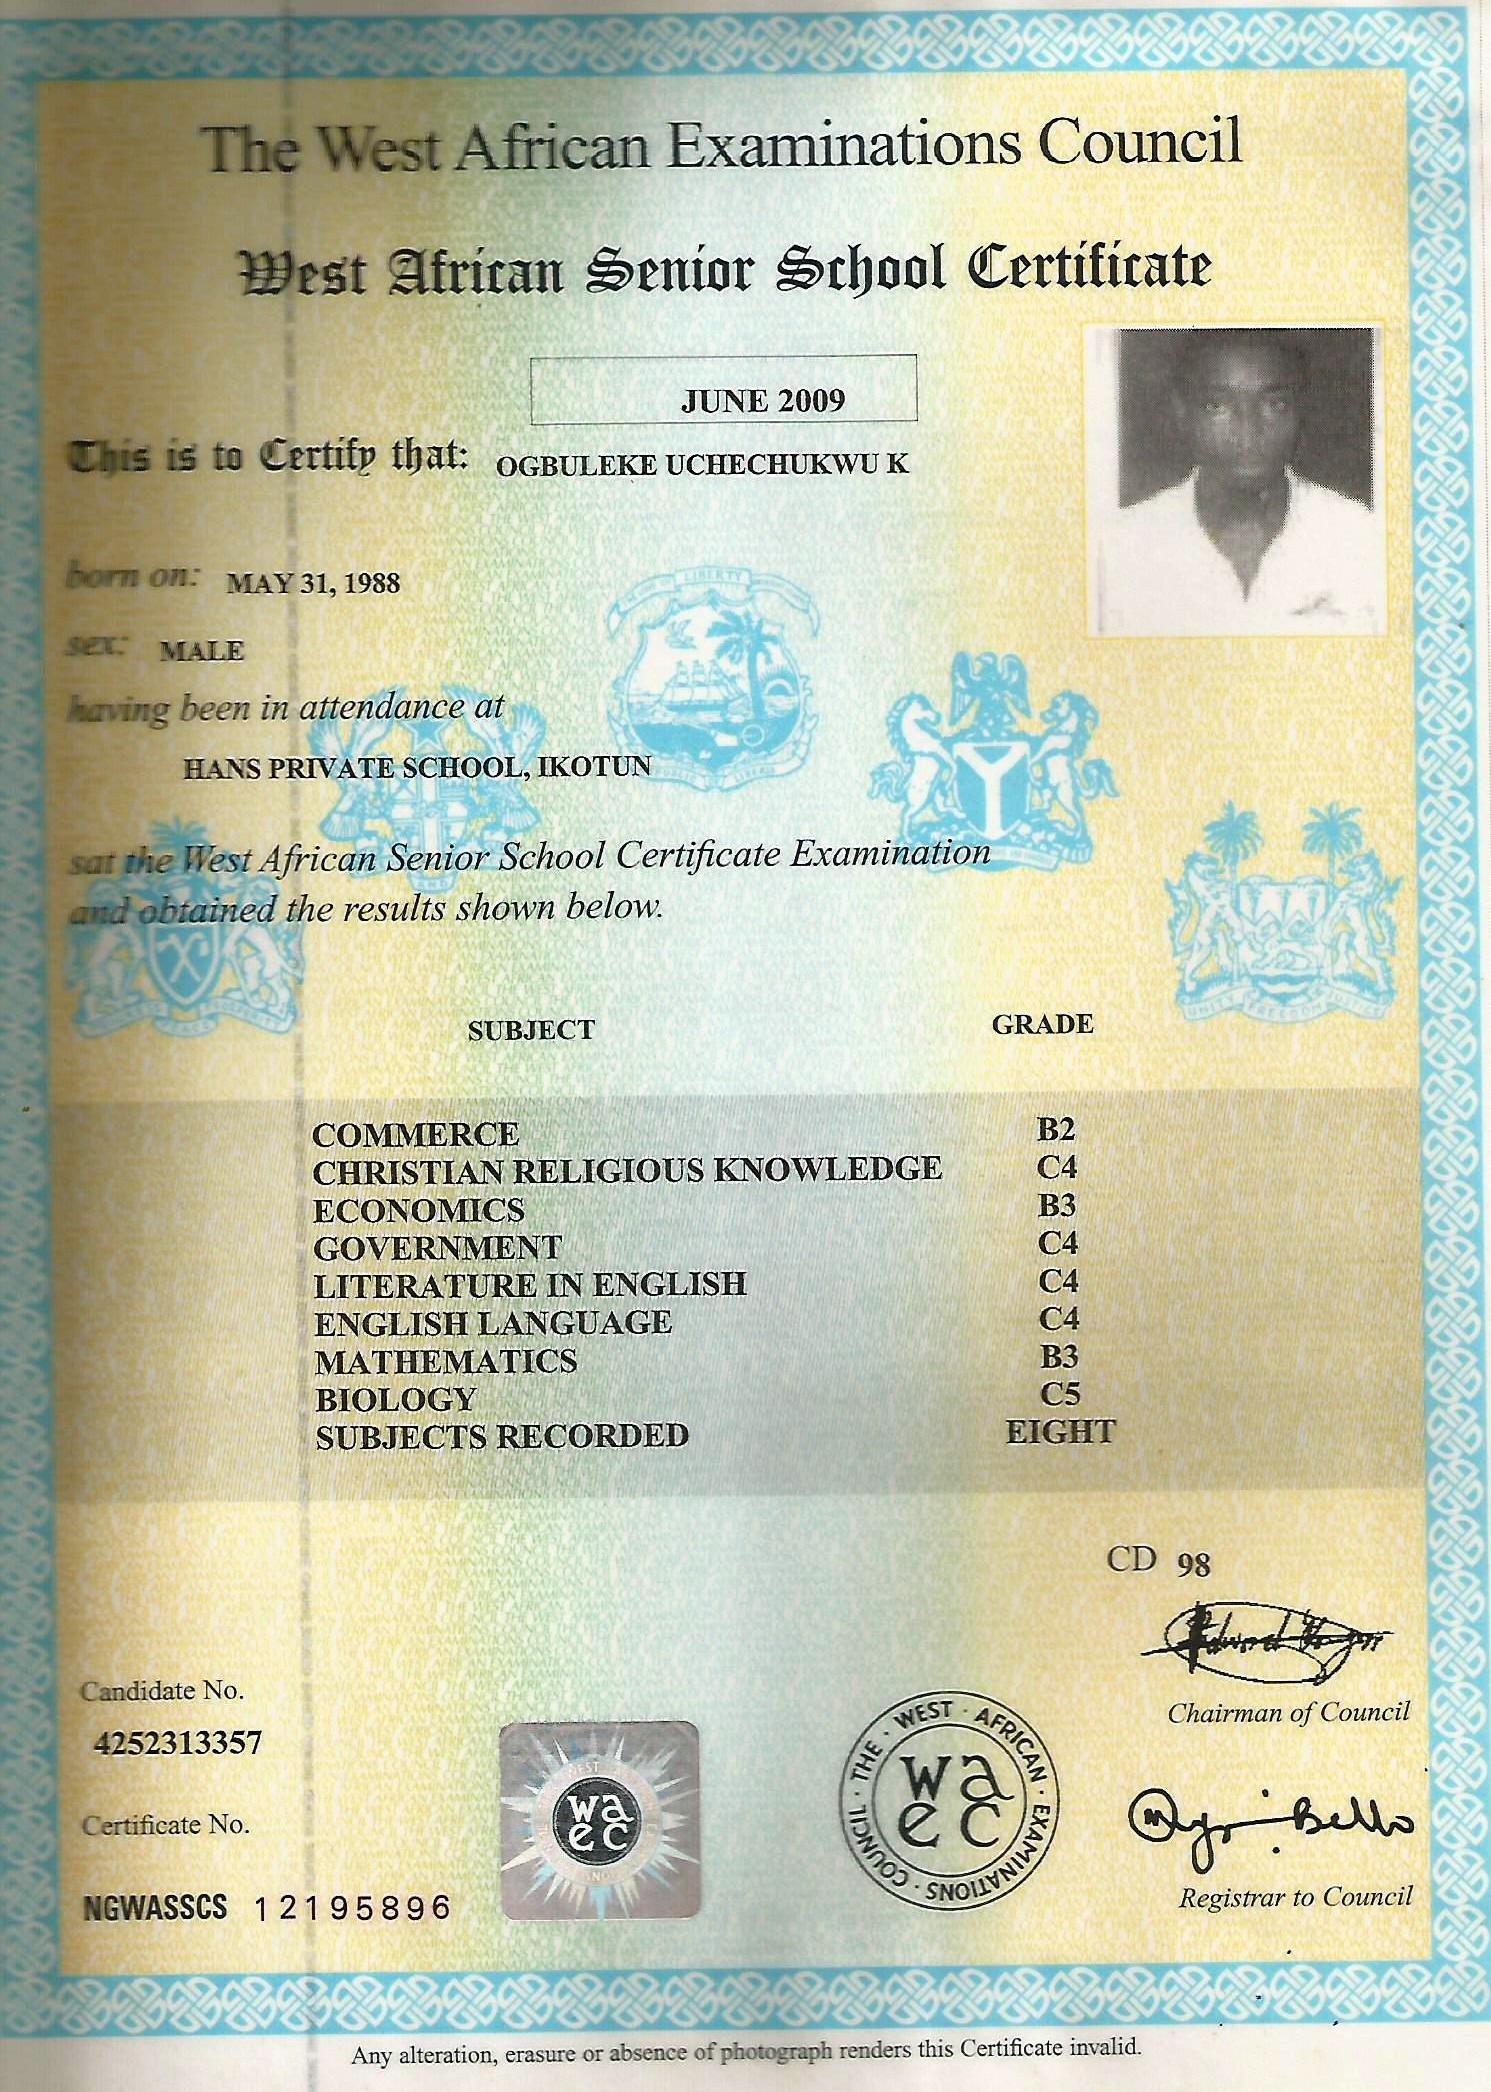 The West African Examinations Council
West African Senior School Certificate
JUNE 2009
This is to Certify that: OGBULEKE UCHECHUKWU K
born on: MAY 31, 1988
sex: MALE
having been in attendance at
HANS PRIVATE SCHOOL, IKOTUN
sat the West African Senior School Certificate Examination
and obtained the results shown below.
SUBJECT GRADE
COMMERCE B2
CHRISTIAN RELIGIOUS KNOWLEDGE C4
ECONOMICS B3
GOVERNMENT C4
LITERATURE IN ENGLISH C4
ENGLISH LANGUAGE C4
MATHEMATICS B3
BIOLOGY C5
SUBJECTS RECORDED EIGHT
CD 98
Chairman of Council
Candidate No.
4252313357
waec
THE · WEST · AFRICAN · EXAMINATIONS · COUNCIL
waec
Bello
Certificate No.
NGWASSCS 12195896
Registrar to Council
Any alteration, erasure or absence of photograph renders this Certificate invalid.